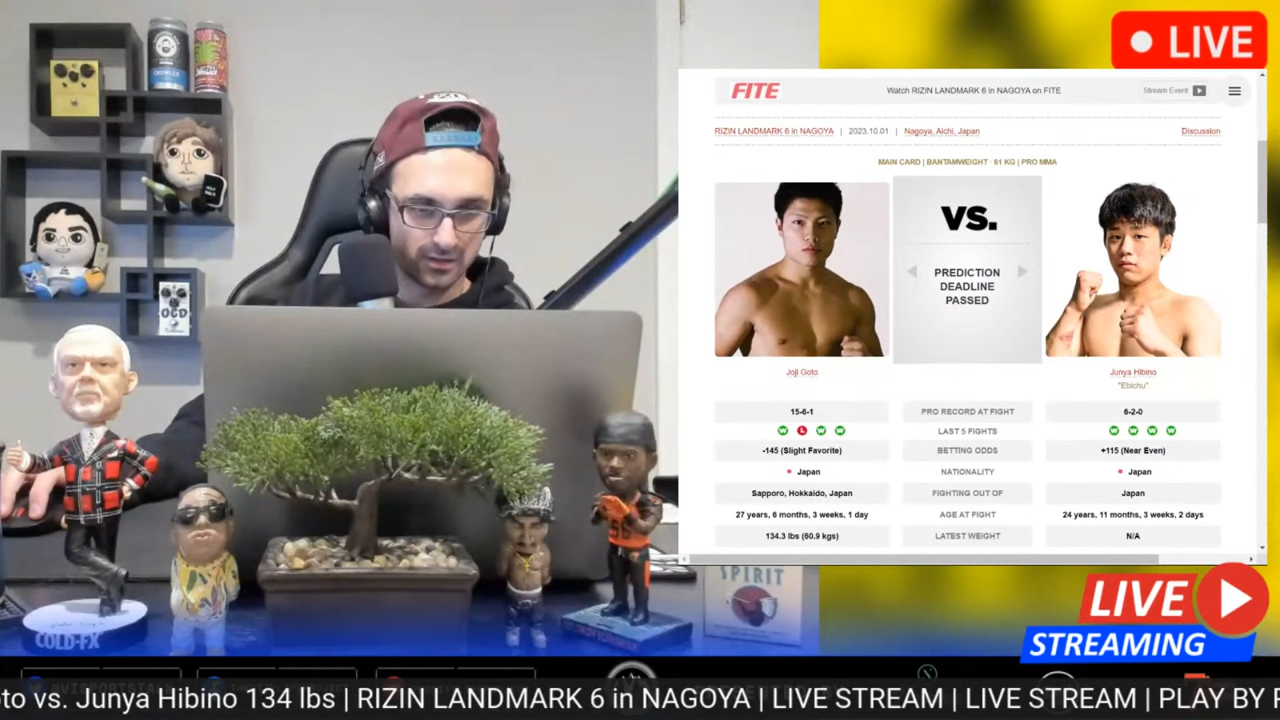 LIVE
FITE
Watch RIZIN LANDMARK 6 in NAGOYA on FITE
Stream Event
RIZIN LANDMARK 6 in NAGOYA | 2023.10.01 | Nagoya, Aichi, Japan
Discussion
MAIN CARD | BANTAMWEIGHT · 61 KG | PRO MMA
VS.
PREDICTION
DEADLINE
PASSED
Joji Goto
Junya Hibino
"Ebichu"
15-6-1 PRO RECORD AT FIGHT 6-2-0
W L W W LAST 5 FIGHTS W W W W
-145 (Slight Favorite) BETTING ODDS +115 (Near Even)
Japan NATIONALITY Japan
Sapporo, Hokkaido, Japan FIGHTING OUT OF Japan
27 years, 6 months, 3 weeks, 1 day AGE AT FIGHT 24 years, 11 months, 3 weeks, 2 days
134.3 lbs (60.9 kgs) LATEST WEIGHT N/A
OCD
COLD-FX
SPIRIT
LIVE
STREAMING
oto vs. Junya Hibino 134 lbs | RIZIN LANDMARK 6 in NAGOYA | LIVE STREAM | LIVE STREAM | PLAY BY